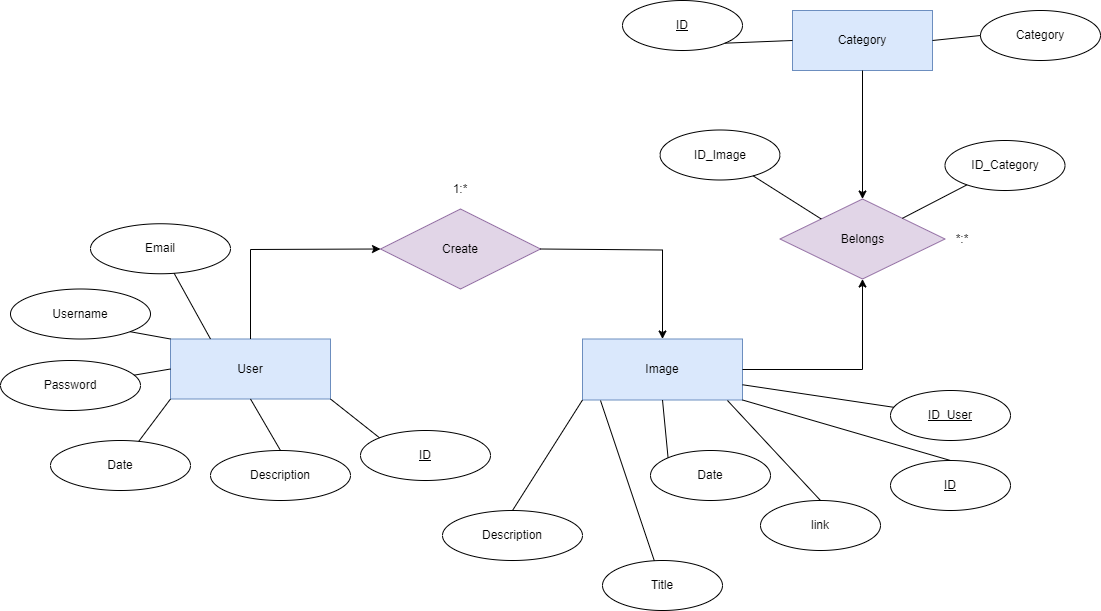 ID
Category
Category
ID_Image
ID_Category
1:*
Create
Belongs
*:*
Email
Username
User
Image
Password
ID_User
Date
Description
ID
Date
ID
Description
link
Title